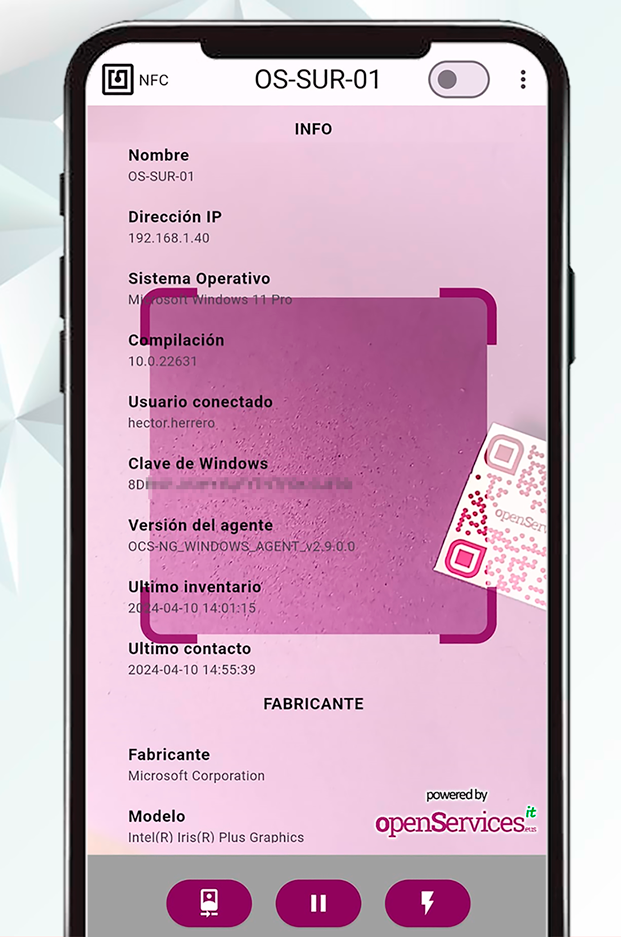 NFC
OS-SUR-01
INFO
Nombre
OS-SUR-01
Dirección IP
192.168.1.40
Sistema Operativo
Microsoft Windows 11 Pro
Compilación
10.0.22631
Usuario conectado
hector.herrero
Clave de Windows
Versión del agente
OCS-NG_WINDOWS_AGENT_v2.9.0.0
Ultimo inventario
2024-04-10 14:01:15
Ultimo contacto
2024-04-10 14:55:39
FABRICANTE
Fabricante
Microsoft Corporation
Modelo
Intel(R) Iris(R) Plus Graphics
powered by
openServices.eus
it